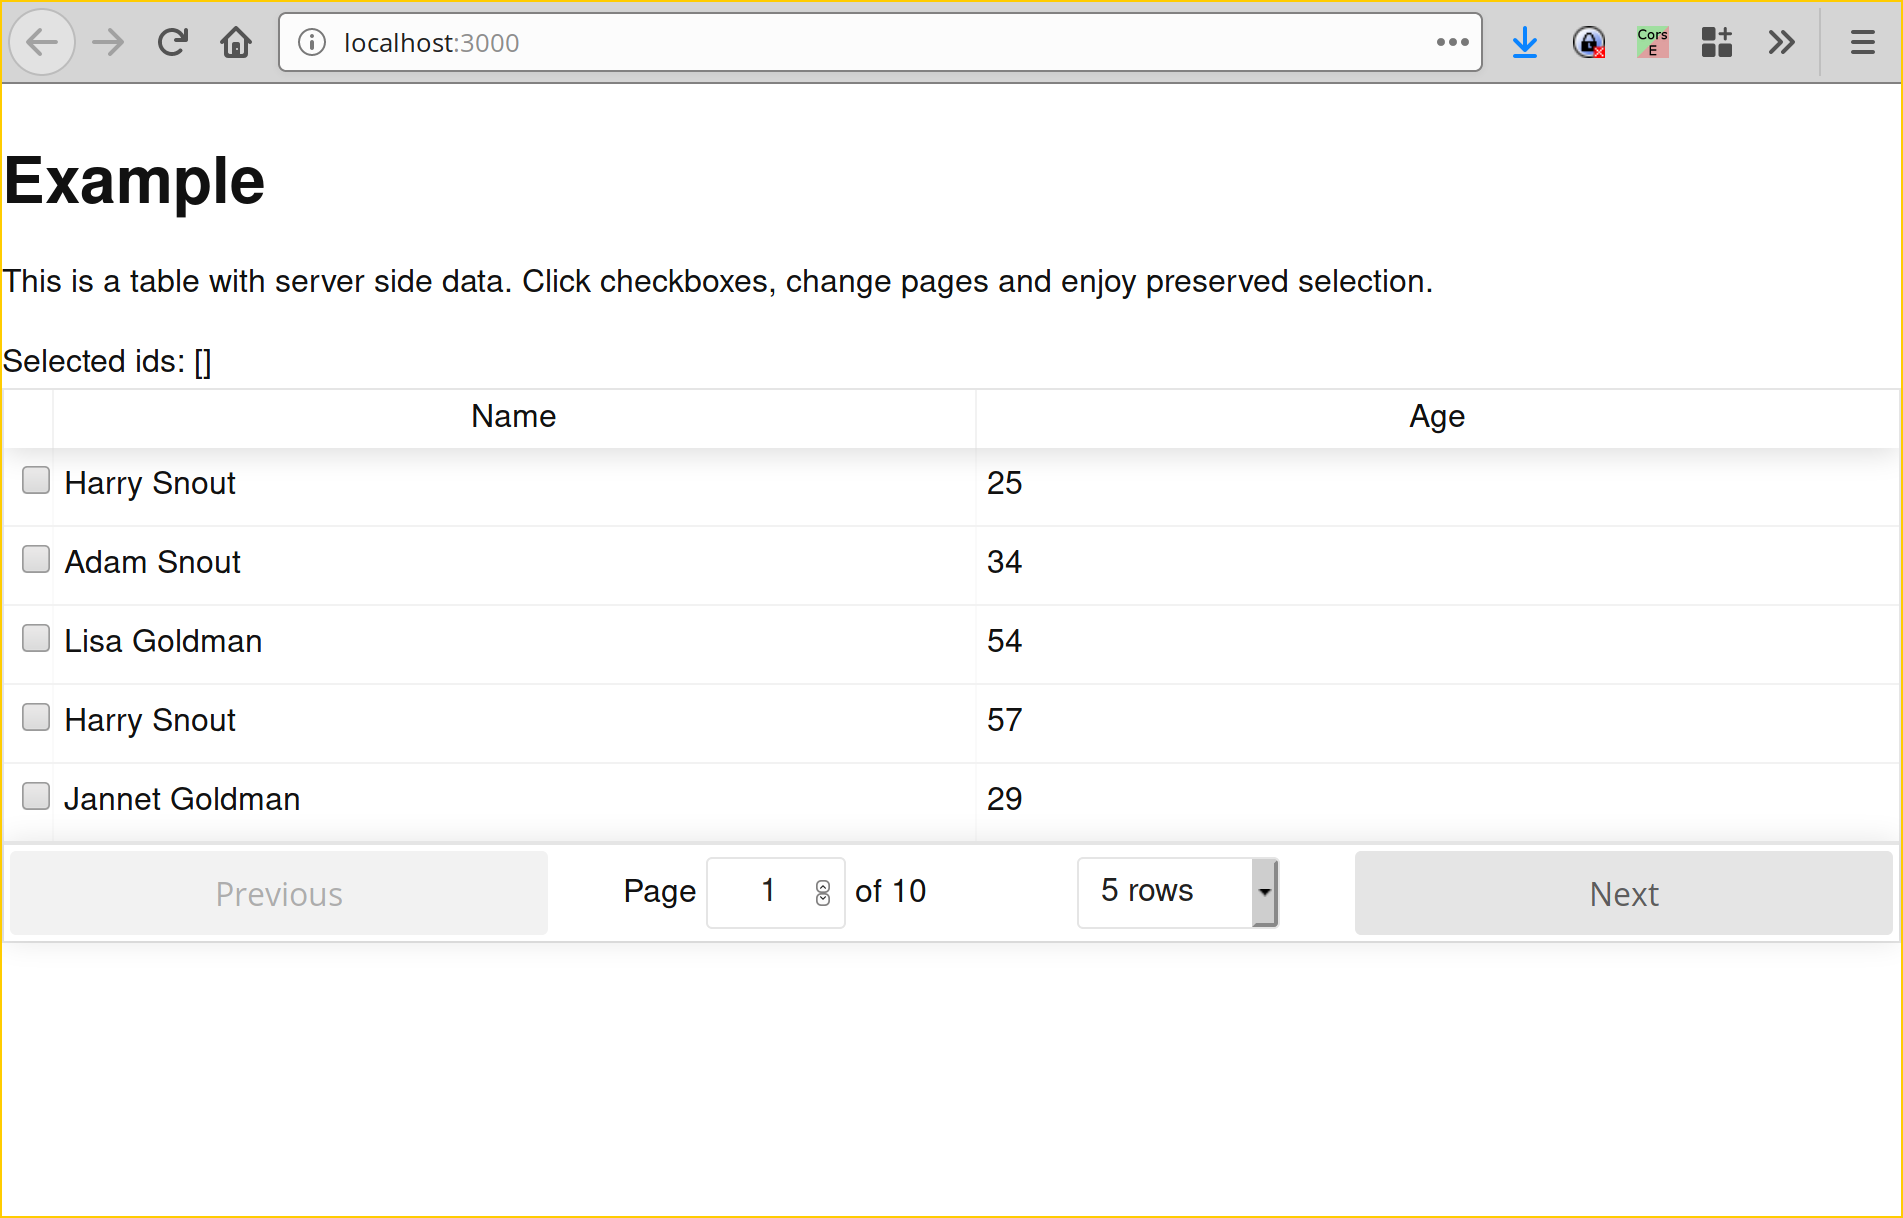 localhost:3000
Cors
E
Example
This is a table with server side data. Click checkboxes, change pages and enjoy preserved selection.
Selected ids: []
Name Age
Harry Snout 25
Adam Snout 34
Lisa Goldman 54
Harry Snout 57
Jannet Goldman 29
Previous Page 1 of 10 5 rows Next